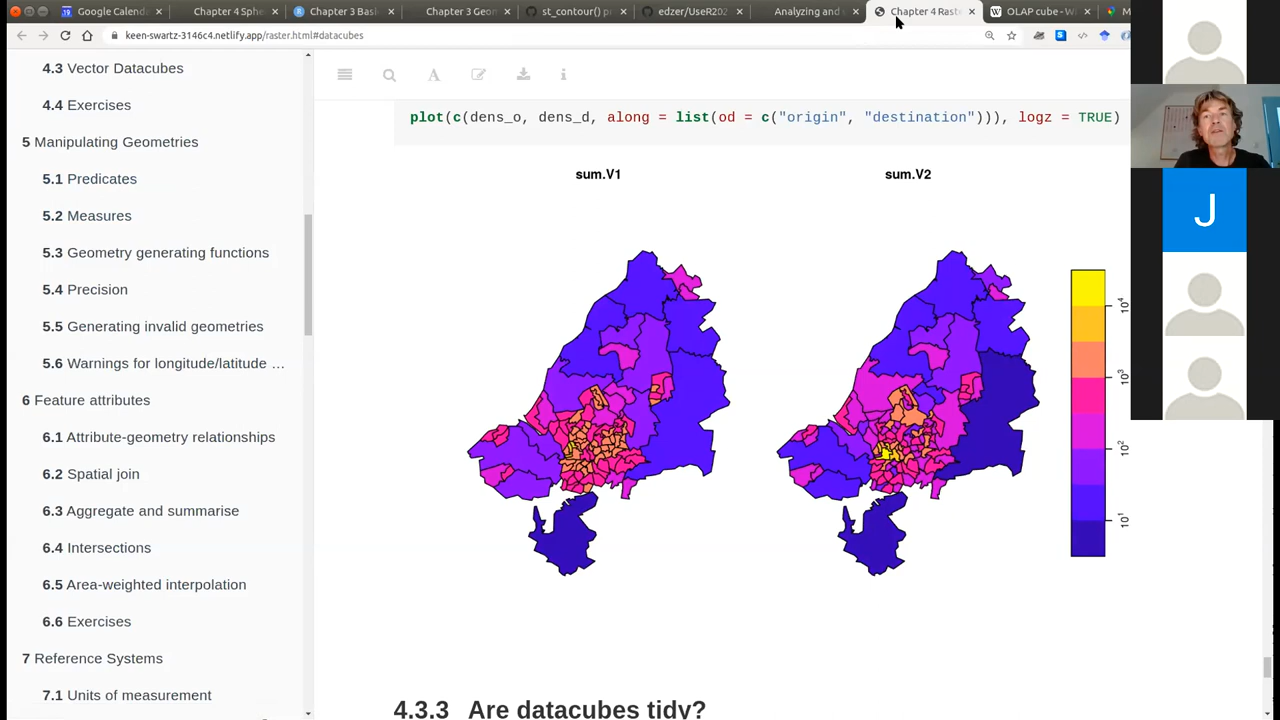 Google Calenda
Chapter 4 Sphe
Chapter 3 Basi
Chapter 3 Geor
st_contour() pr
edzer/UseR202
Analyzing and
Chapter 4 Rast
OLAP cube - Wi
keen-swartz-3146c4.netlify.app/raster.html#datacubes
4.3 Vector Datacubes
4.4 Exercises
5 Manipulating Geometries
5.1 Predicates
5.2 Measures
5.3 Geometry generating functions
5.4 Precision
5.5 Generating invalid geometries
5.6 Warnings for longitude/latitude …
6 Feature attributes
6.1 Attribute-geometry relationships
6.2 Spatial join
6.3 Aggregate and summarise
6.4 Intersections
6.5 Area-weighted interpolation
6.6 Exercises
7 Reference Systems
7.1 Units of measurement
plot(c(dens_o, dens_d, along = list(od = c("origin", "destination"))), logz = TRUE)
sum.V1
sum.V2
10⁴
10³
10²
10¹
4.3.3 Are datacubes tidy?
J